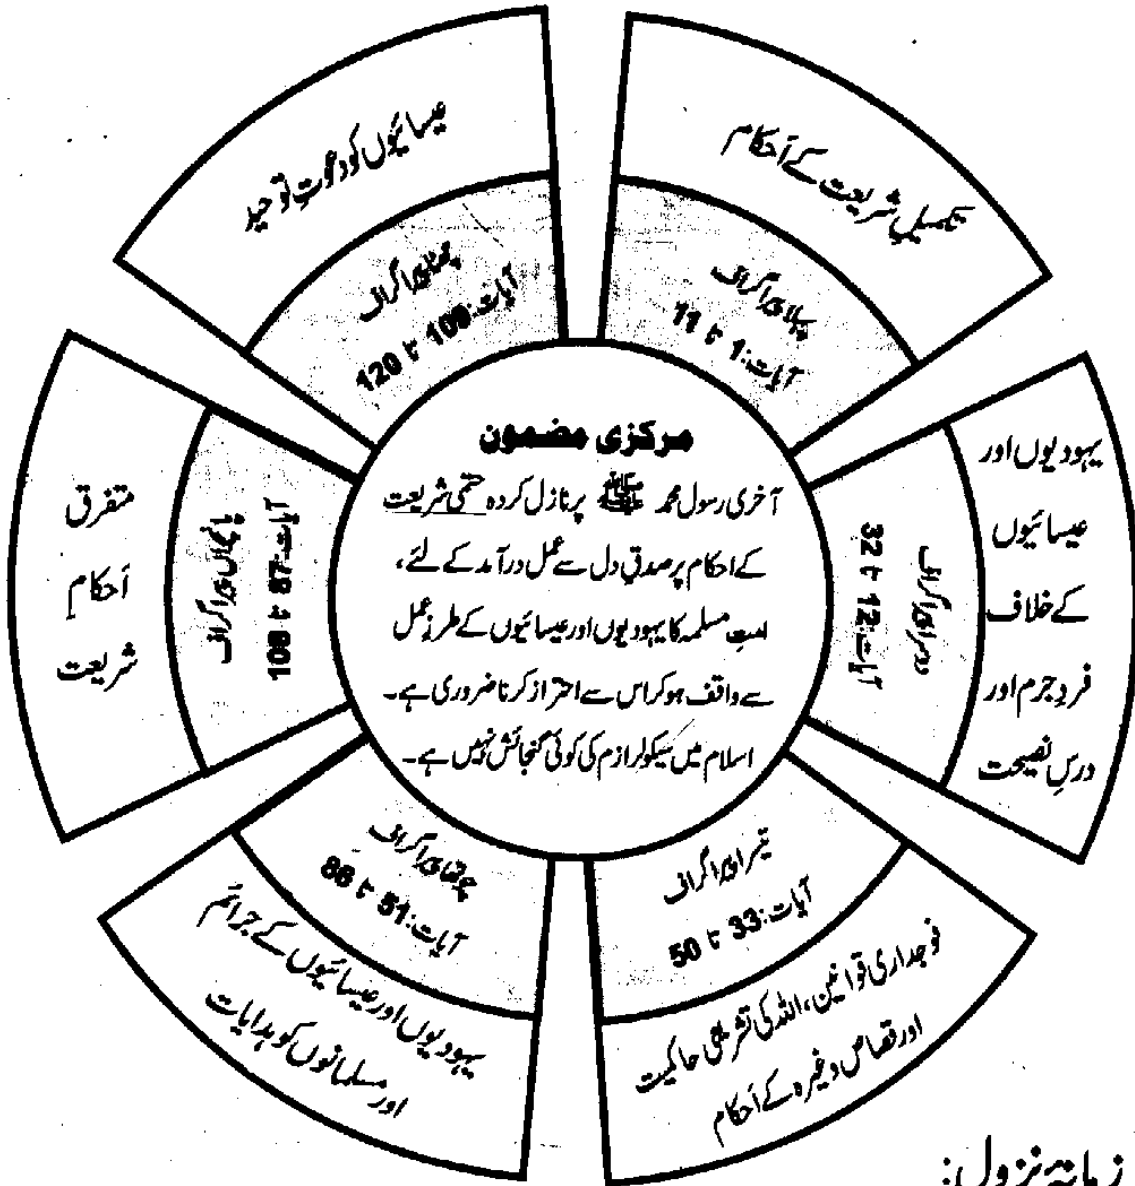 مرکزی مضمون
آخری رسول محمد ﷺ پر نازل کردہ حتمی شریعت
کے احکام پر صدقِ دل سے عمل درآمد کے لئے،
امتِ مسلمہ کا یہودیوں اور عیسائیوں کے طرزِ عمل
سے واقف ہو کر اس سے احتراز کرنا ضروری ہے۔
اسلام میں سیکولرازم کی کوئی گنجائش نہیں ہے۔
تکمیلِ شریعت کے أحکام
پہلا پیراگراف
آیات:1 تا 11
یہودیوں اور
عیسائیوں
کے خلاف
فردِ جرم اور
درسِ نصیحت
دوسرا پیراگراف
آیات:12 تا 32
تیسرا پیراگراف
آیات:33 تا 50
فوجداری قوانین، اللہ کی تشریعی حاکمیت
اور قصاص وغیرہ کے أحکام
چوتھا پیراگراف
آیات:51 تا 86
یہودیوں اور عیسائیوں کے جرائم
اور مسلمانوں کو ہدایات
متفرق
أحکامِ
شریعت
پانچواں پیراگراف
آیات:87 تا 108
عیسائیوں کو دعوتِ توحید
چھٹا پیراگراف
آیات:109 تا 120
زمانۂ نزول: